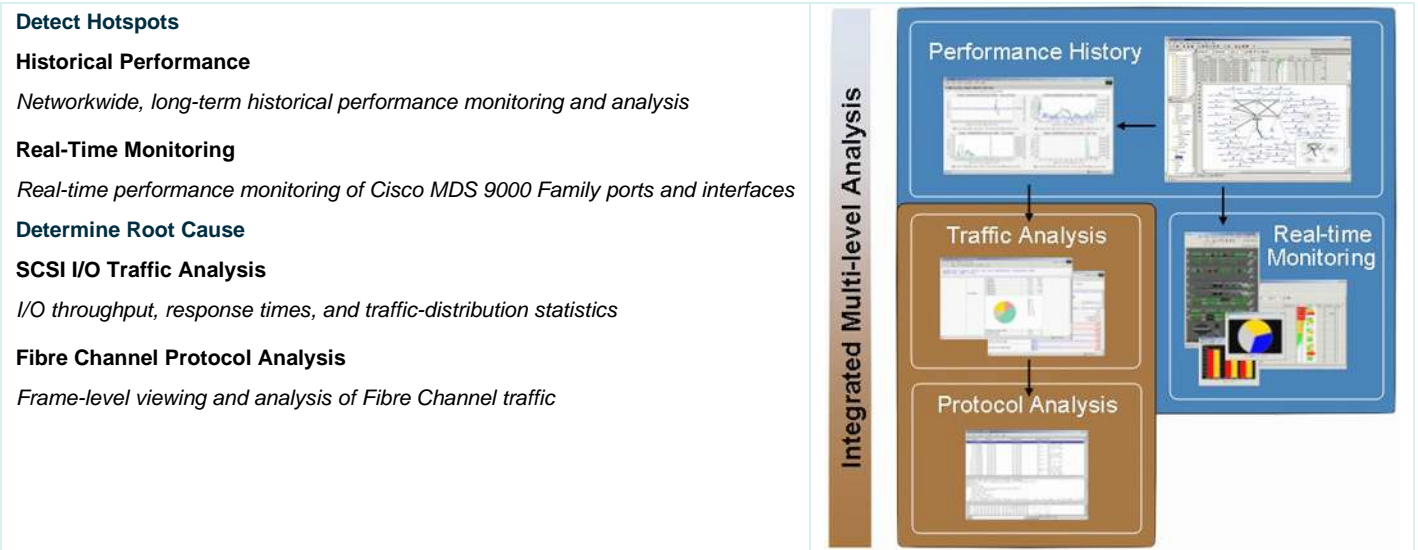 Detect Hotspots
Historical Performance
Networkwide, long-term historical performance monitoring and analysis
Real-Time Monitoring
Real-time performance monitoring of Cisco MDS 9000 Family ports and interfaces
Determine Root Cause
SCSI I/O Traffic Analysis
I/O throughput, response times, and traffic-distribution statistics
Fibre Channel Protocol Analysis
Frame-level viewing and analysis of Fibre Channel traffic
Integrated Multi-level Analysis
Performance History
Traffic Analysis
Real-time
Monitoring
Protocol Analysis